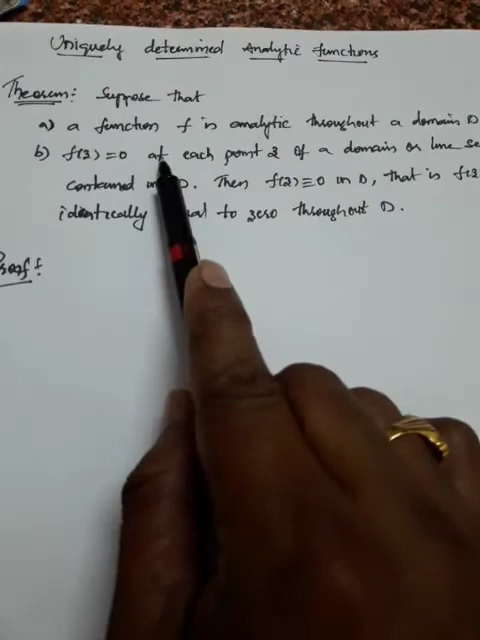 Uniquely determined Analytic functions
Theorem: Suppose that
a) a function f is analytic throughout a domain D
b) f(z) = 0 at each point z of a domain or line se
contained in D. Then f(z) ≡ 0 in D, that is f(z
identically to zero throughout D.
Proof: